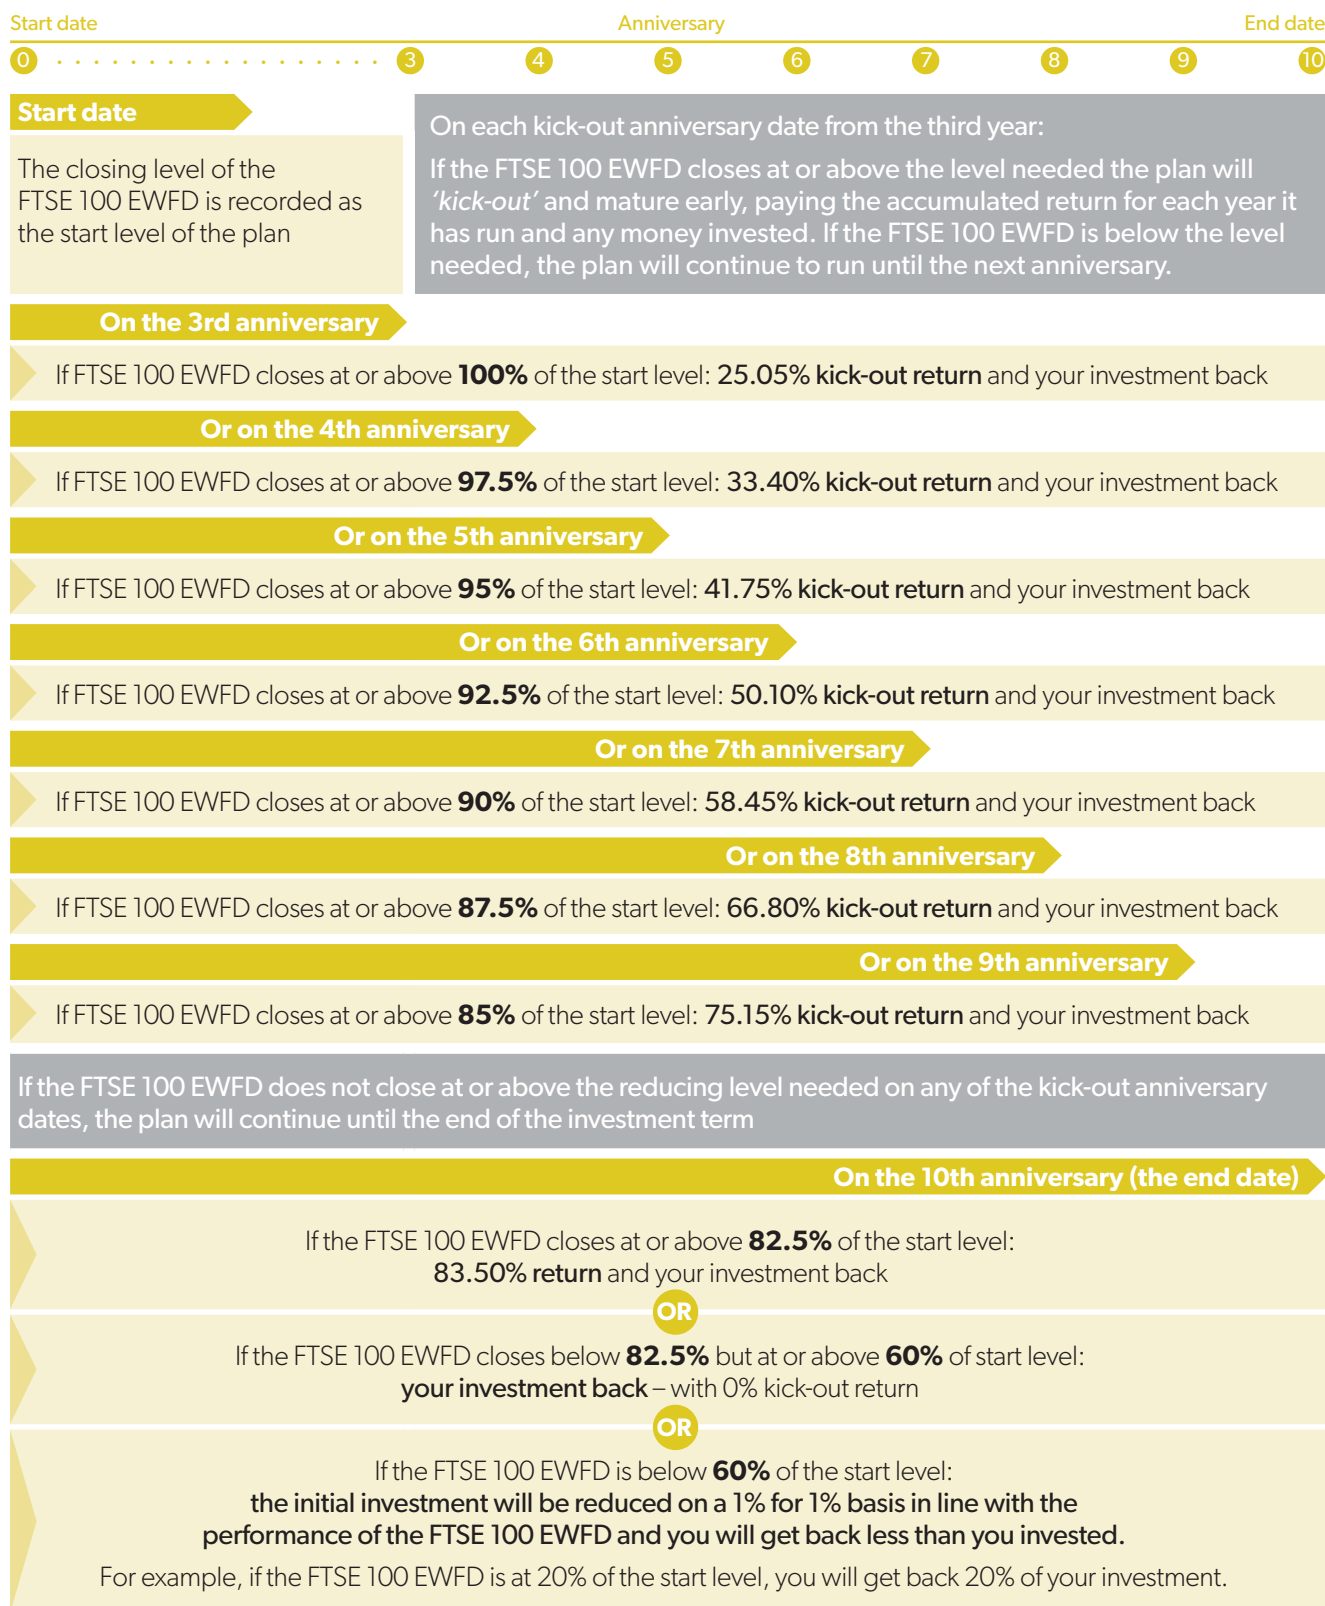 Start date Anniversary End date
0 3 4 5 6 7 8 9 10
Start date
The closing level of the
FTSE 100 EWFD is recorded as
the start level of the plan
On each kick-out anniversary date from the third year:
If the FTSE 100 EWFD closes at or above the level needed the plan will
‘kick-out’ and mature early, paying the accumulated return for each year it
has run and any money invested. If the FTSE 100 EWFD is below the level
needed, the plan will continue to run until the next anniversary.
On the 3rd anniversary
If FTSE 100 EWFD closes at or above 100% of the start level: 25.05% kick-out return and your investment back
Or on the 4th anniversary
If FTSE 100 EWFD closes at or above 97.5% of the start level: 33.40% kick-out return and your investment back
Or on the 5th anniversary
If FTSE 100 EWFD closes at or above 95% of the start level: 41.75% kick-out return and your investment back
Or on the 6th anniversary
If FTSE 100 EWFD closes at or above 92.5% of the start level: 50.10% kick-out return and your investment back
Or on the 7th anniversary
If FTSE 100 EWFD closes at or above 90% of the start level: 58.45% kick-out return and your investment back
Or on the 8th anniversary
If FTSE 100 EWFD closes at or above 87.5% of the start level: 66.80% kick-out return and your investment back
Or on the 9th anniversary
If FTSE 100 EWFD closes at or above 85% of the start level: 75.15% kick-out return and your investment back
If the FTSE 100 EWFD does not close at or above the reducing level needed on any of the kick-out anniversary
dates, the plan will continue until the end of the investment term
On the 10th anniversary (the end date)
If the FTSE 100 EWFD closes at or above 82.5% of the start level:
83.50% return and your investment back
OR
If the FTSE 100 EWFD closes below 82.5% but at or above 60% of start level:
your investment back – with 0% kick-out return
OR
If the FTSE 100 EWFD is below 60% of the start level:
the initial investment will be reduced on a 1% for 1% basis in line with the
performance of the FTSE 100 EWFD and you will get back less than you invested.
For example, if the FTSE 100 EWFD is at 20% of the start level, you will get back 20% of your investment.